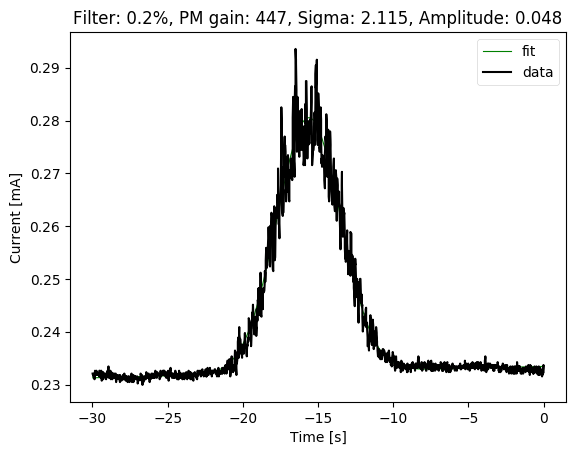 Filter: 0.2%, PM gain: 447, Sigma: 2.115, Amplitude: 0.048
fit
data
0.29
0.28
0.27
0.26
0.25
0.24
0.23
Current [mA]
−30
−25
−20
−15
−10
−5
0
Time [s]